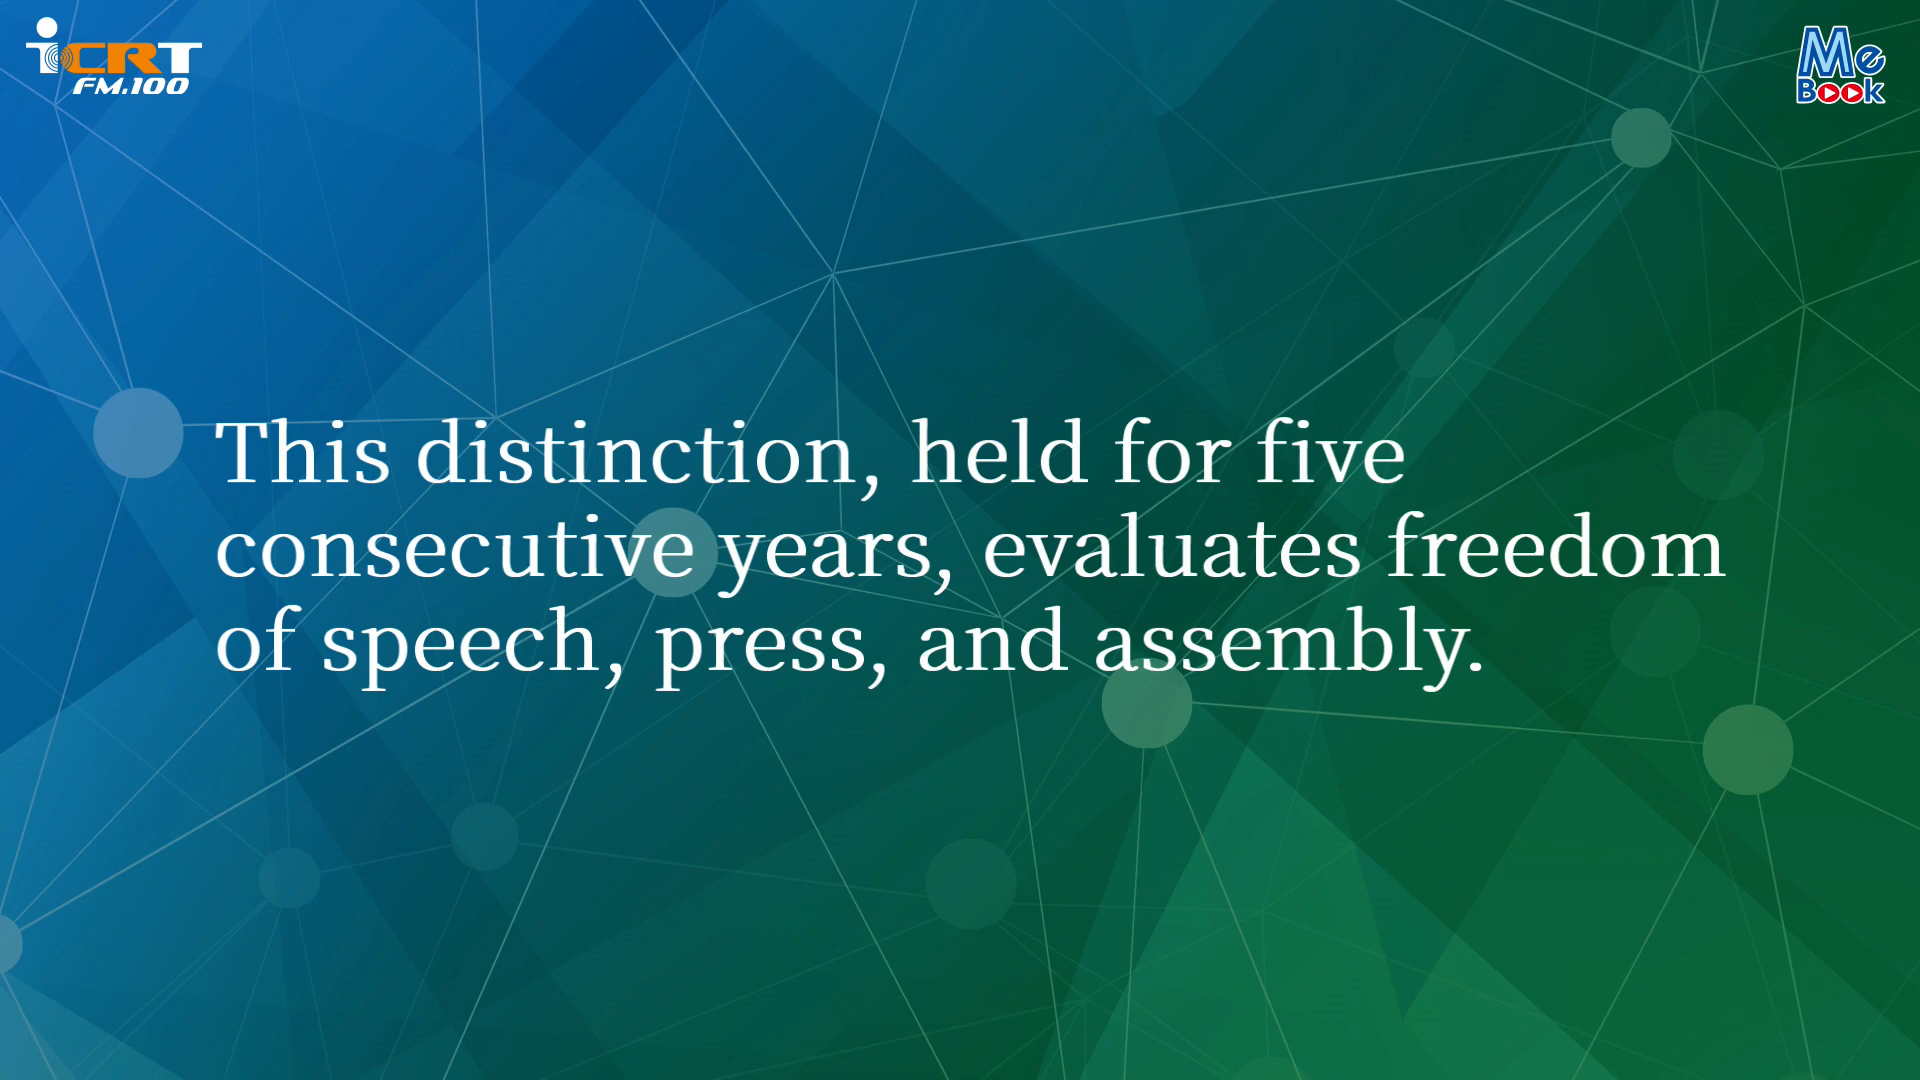 iCRT
FM.100
Me
Book
This distinction, held for five
consecutive years, evaluates freedom
of speech, press, and assembly.